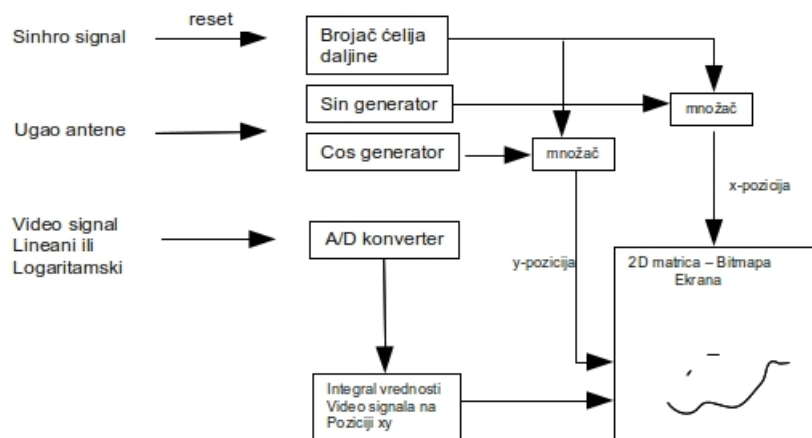 Sinhro signal
reset
Brojač ćelija
daljine
Sin generator
množač
Ugao antene
Cos generator
množač
x-pozicija
Video signal
Lineani ili
Logaritamski
A/D konverter
y-pozicija
2D matrica – Bitmapa
Ekrana
Integral vrednosti
Video signala na
Poziciji xy